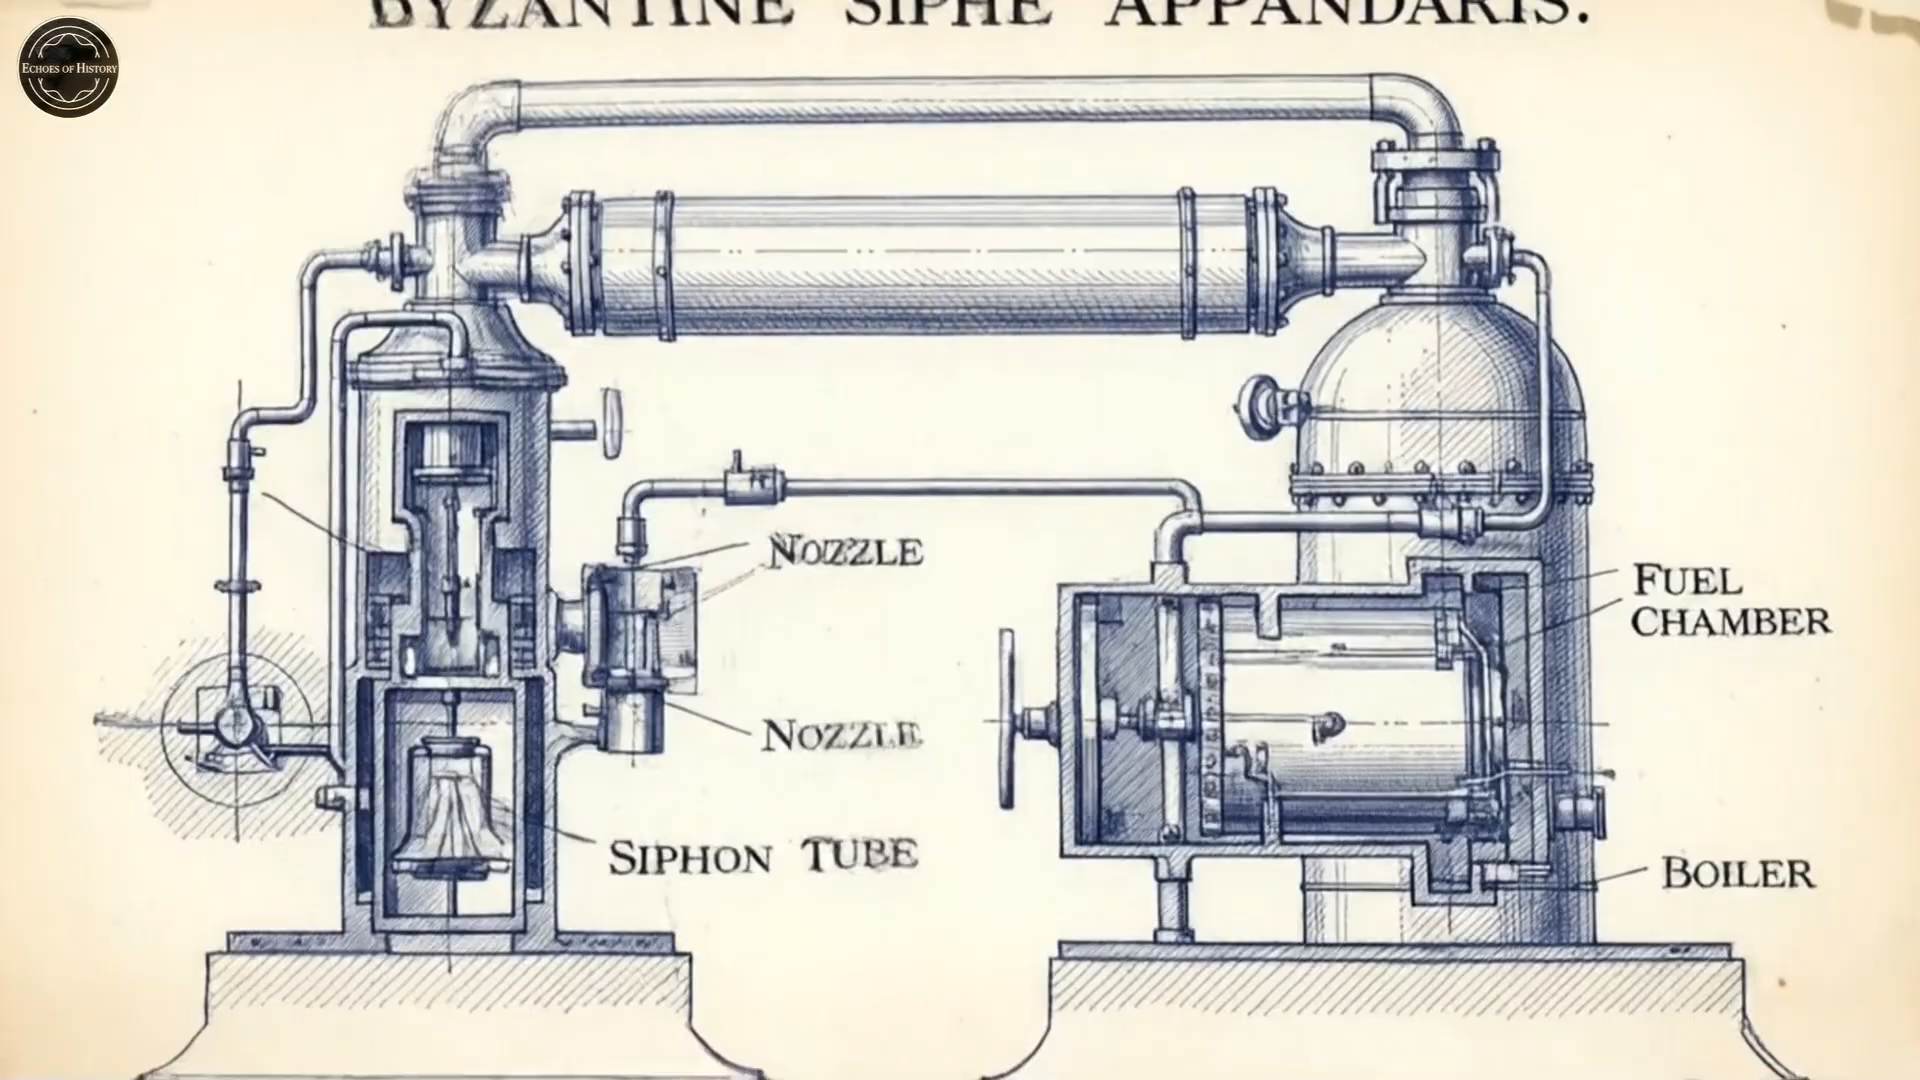 BYZANTINE SIPHE APPANDARIS.
ECHOES OF HISTORY
NOZZLE
FUEL
CHAMBER
NOZZLE
SIPHON TUBE
BOILER